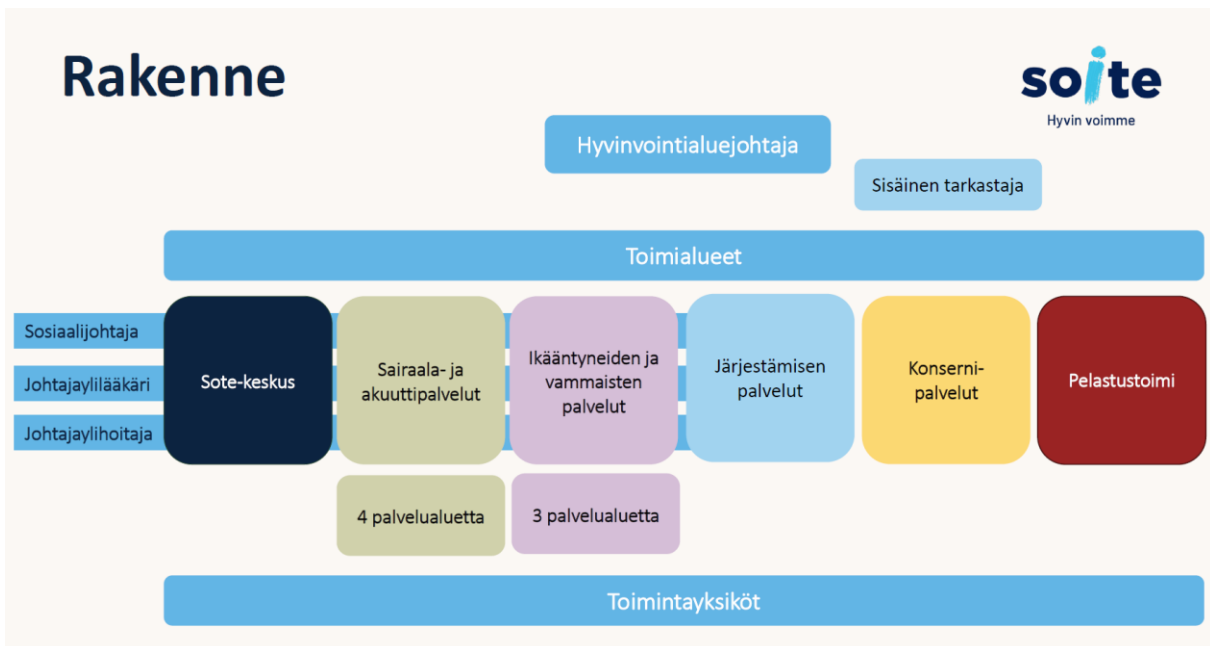 Rakenne
soite
Hyvin voimme
Hyvinvointialuejohtaja
Sisäinen tarkastaja
Toimialueet
Sosiaalijohtaja
Johtajaylilääkäri
Johtajaylihoitaja
Sote-keskus
Sairaala- ja
akuuttipalvelut
Ikääntyneiden ja
vammaisten
palvelut
Järjestämisen
palvelut
Konserni-
palvelut
Pelastustoimi
4 palvelualuetta
3 palvelualuetta
Toimintayksiköt